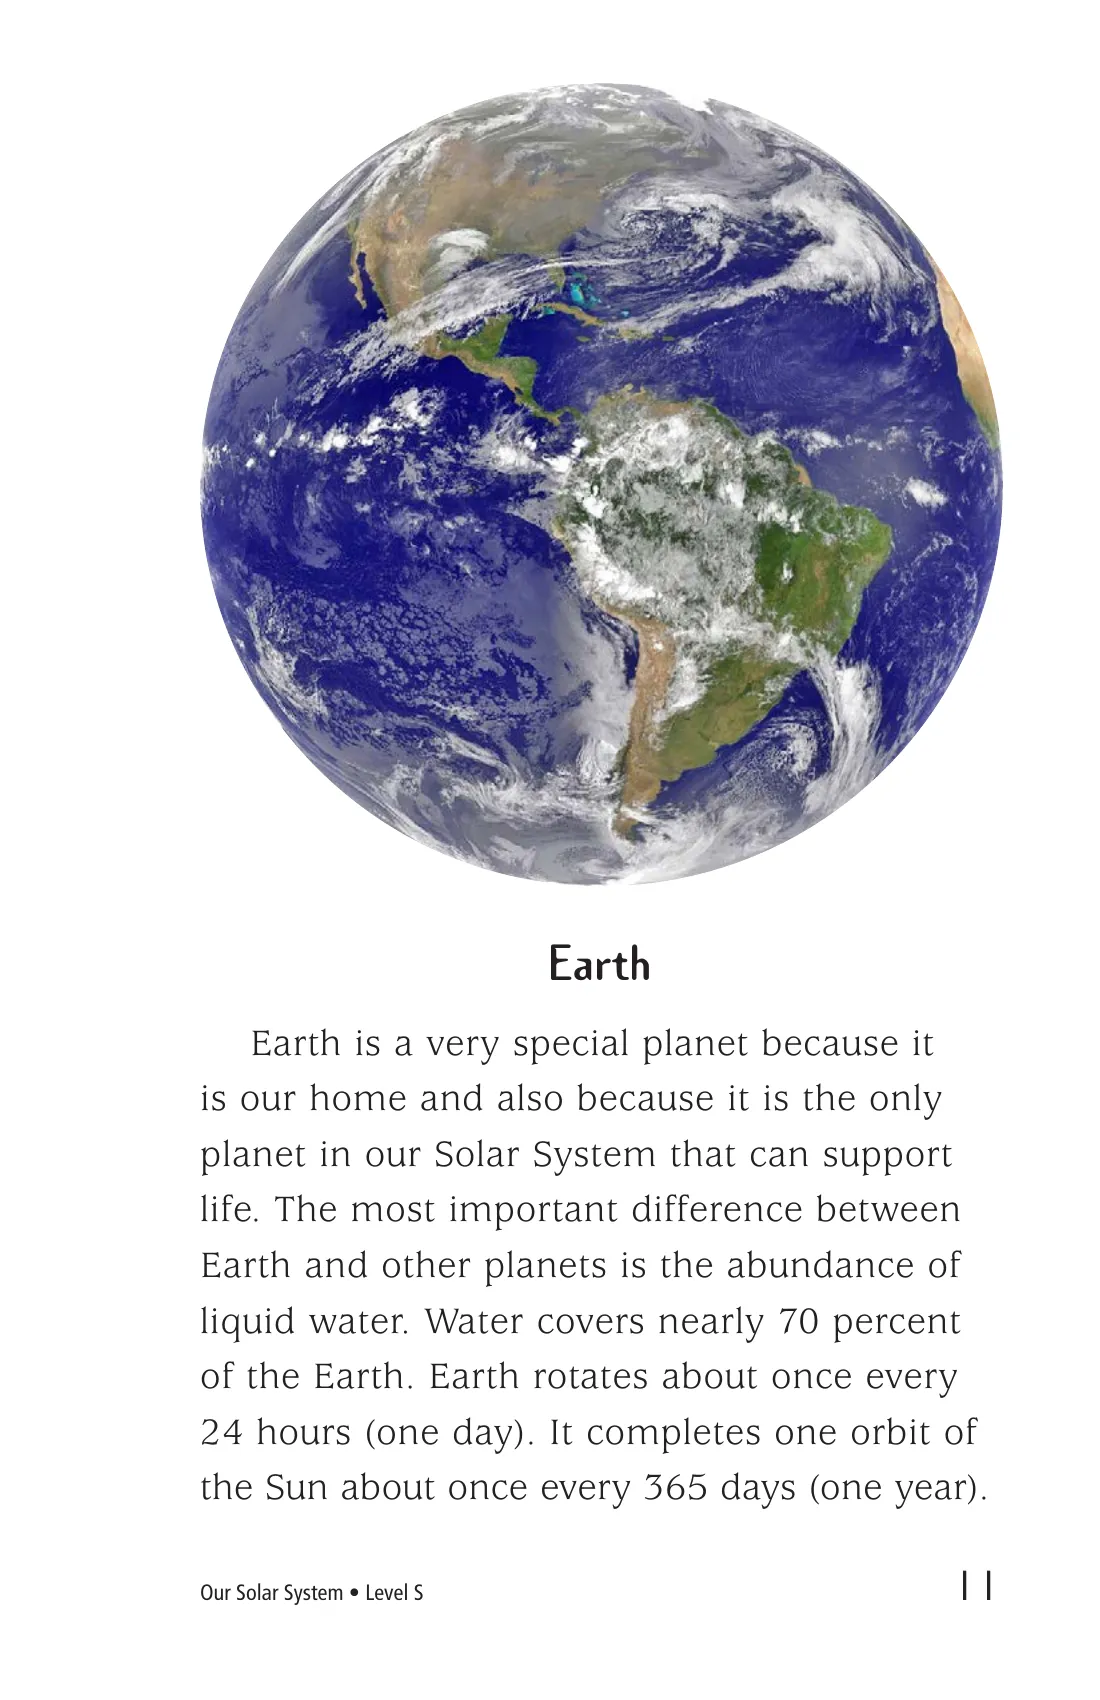 Earth
Earth is a very special planet because it
is our home and also because it is the only
planet in our Solar System that can support
life. The most important difference between
Earth and other planets is the abundance of
liquid water. Water covers nearly 70 percent
of the Earth. Earth rotates about once every
24 hours (one day). It completes one orbit of
the Sun about once every 365 days (one year).
Our Solar System • Level S
11